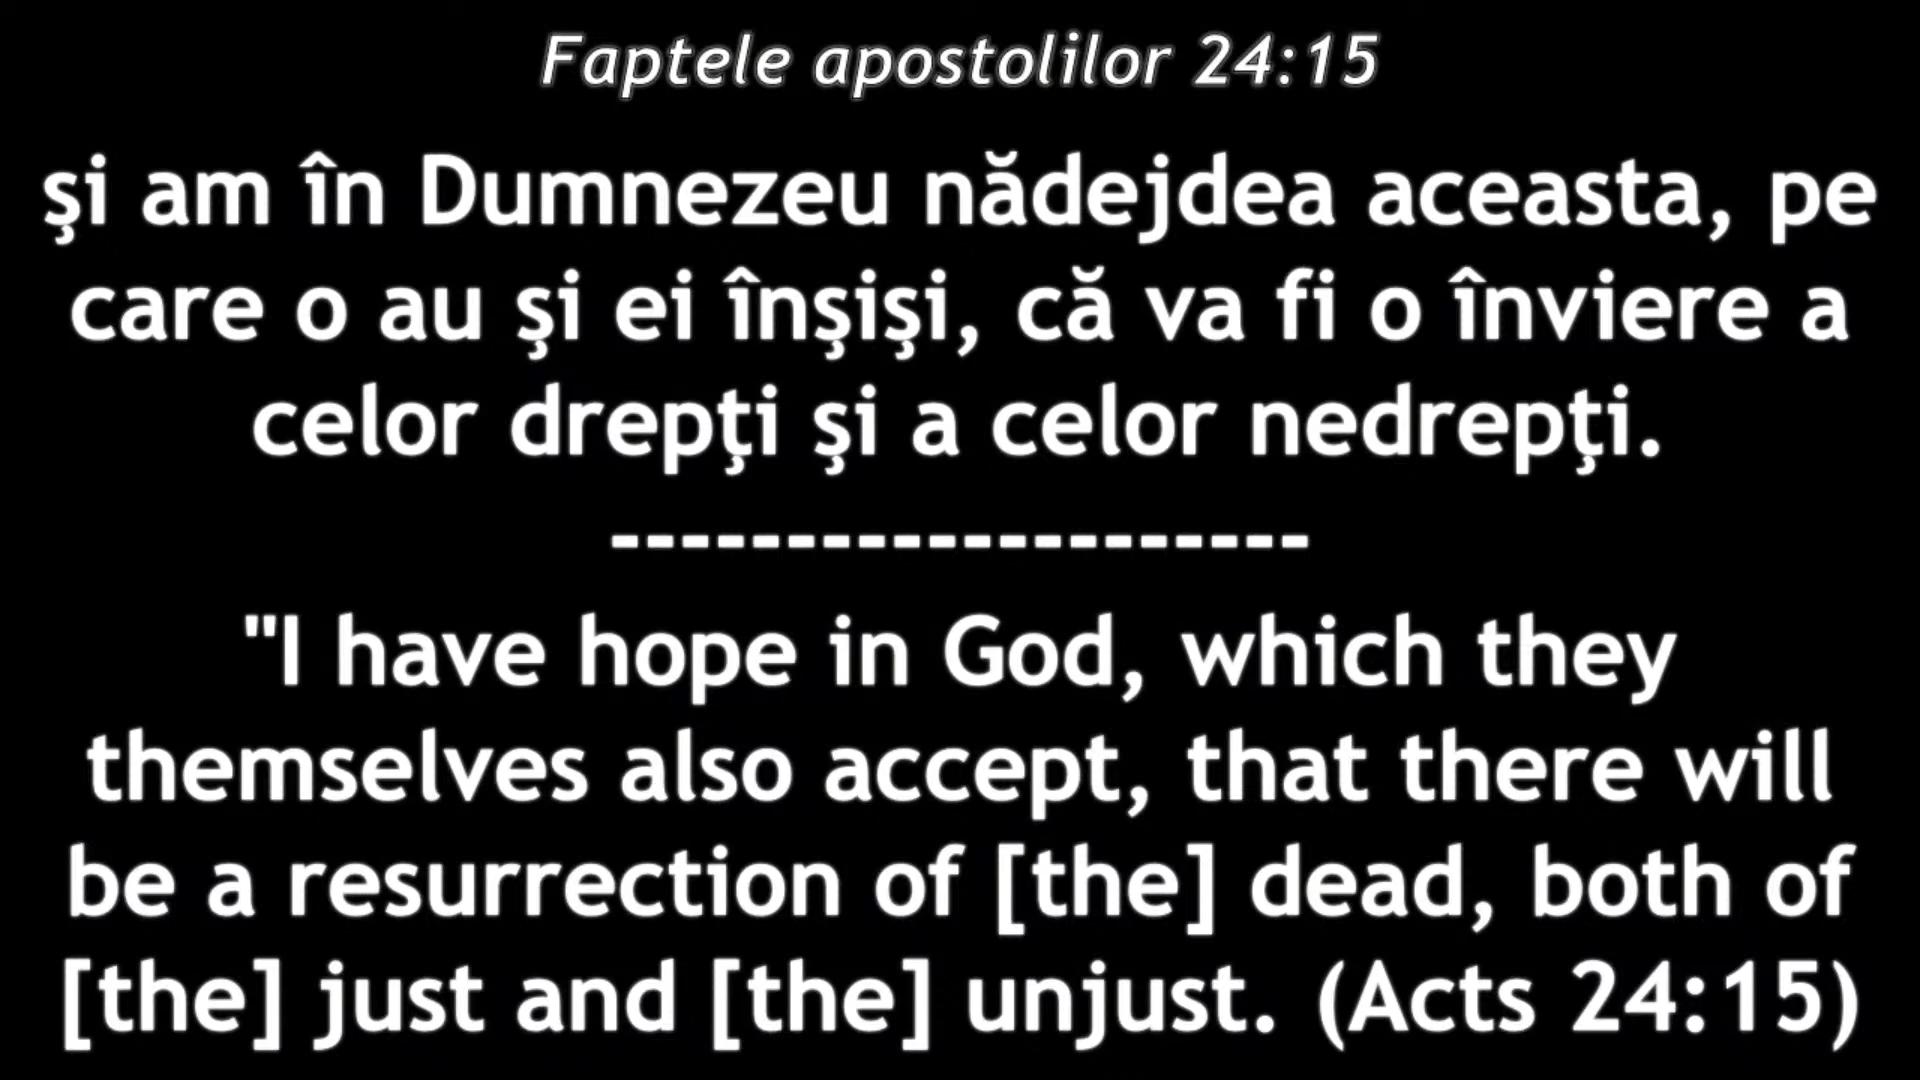 Faptele apostolilor 24:15
şi am în Dumnezeu nădejdea aceasta, pe
care o au şi ei înşişi, că va fi o înviere a
celor drepţi şi a celor nedrepţi.
--------------------
"I have hope in God, which they
themselves also accept, that there will
be a resurrection of [the] dead, both of
[the] just and [the] unjust. (Acts 24:15)